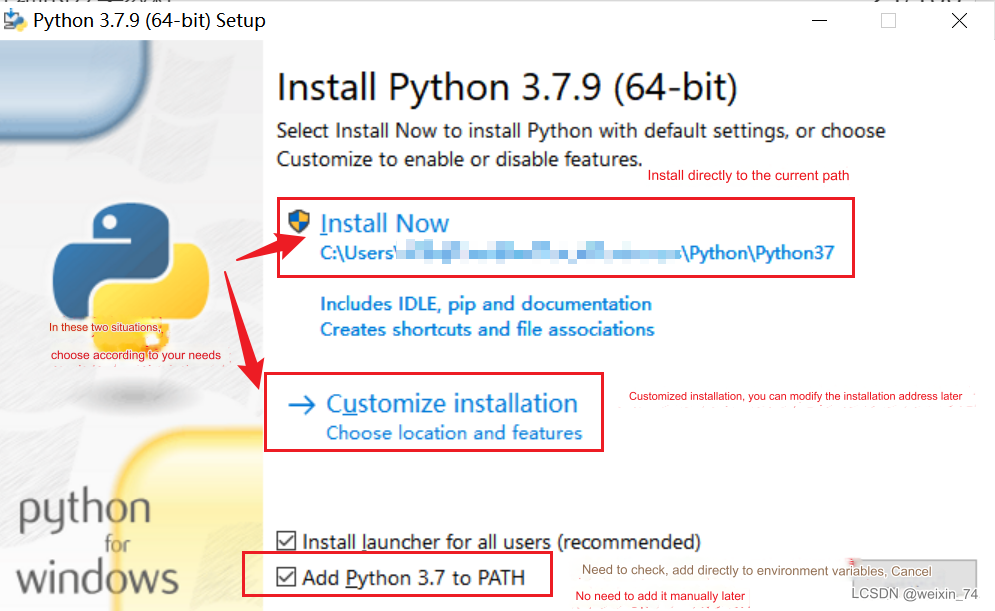 Python 3.7.9 (64-bit) Setup
Install Python 3.7.9 (64-bit)
Select Install Now to install Python with default settings, or choose
Customize to enable or disable features.
Install directly to the current path
Install Now
C:\Users\ \Python\Python37
Includes IDLE, pip and documentation
Creates shortcuts and file associations
In these two situations,
choose according to your needs
Customize installation
Choose location and features
Customized installation, you can modify the installation address later
python
for
windows
Install launcher for all users (recommended)
Add Python 3.7 to PATH
Need to check, add directly to environment variables, Cancel
No need to add it manually later
LCSDN @weixin_74